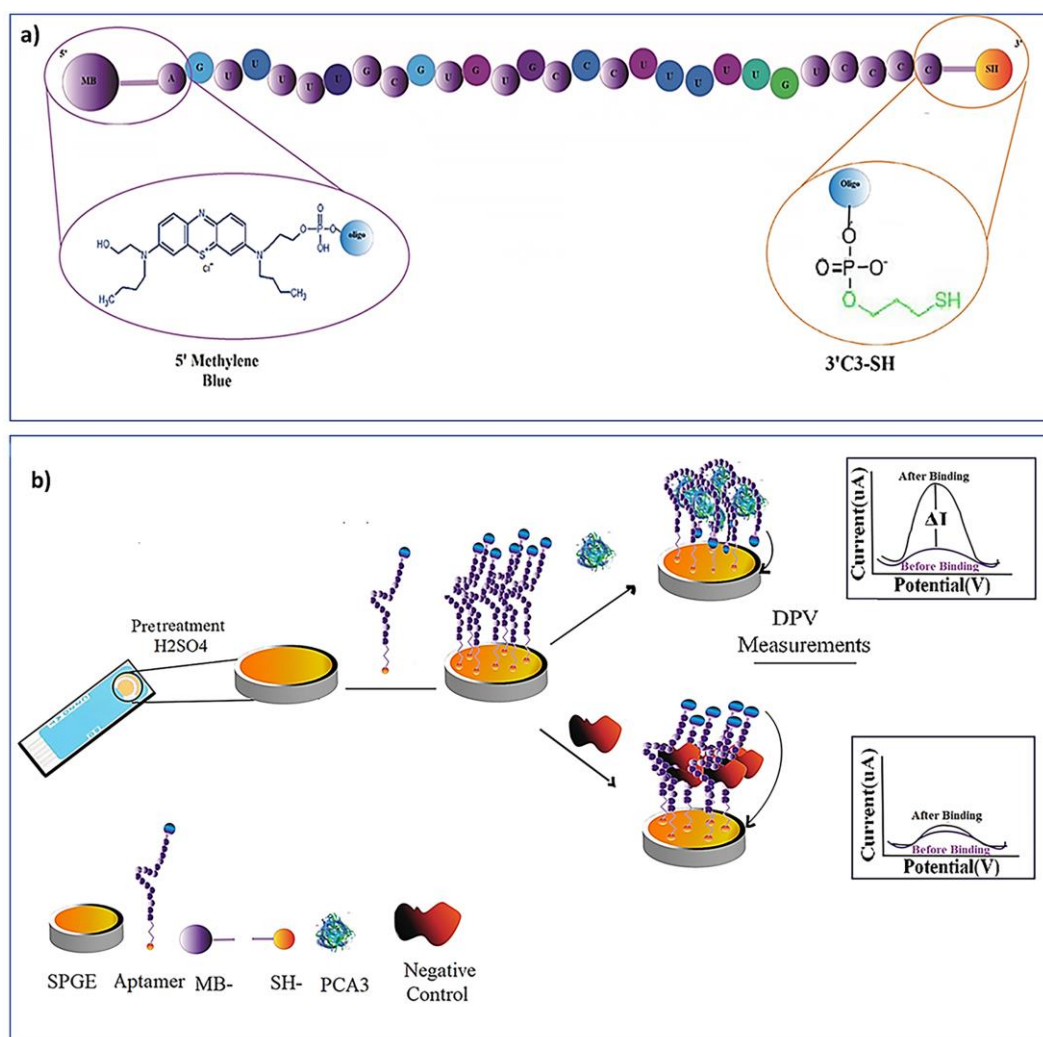 a)
5'
3'
MB A G U U U U U G C G U G U G C C C U U U U U G U C C C C SH
N
O
HO
N
S
N
O
P
O
OH
oligo
Cl⁻
H₃C
CH₃
5' Methylene
Blue
Oligo
O
O=P-O⁻
O
SH
3'C3-SH
b)
Pretreatment
H2SO4
DPV
Measurements
After Binding
ΔI
Before Binding
Current(uA)
Potential(V)
After Binding
Before Binding
Current(uA)
Potential(V)
SPGE Aptamer MB- SH- PCA3 Negative
Control